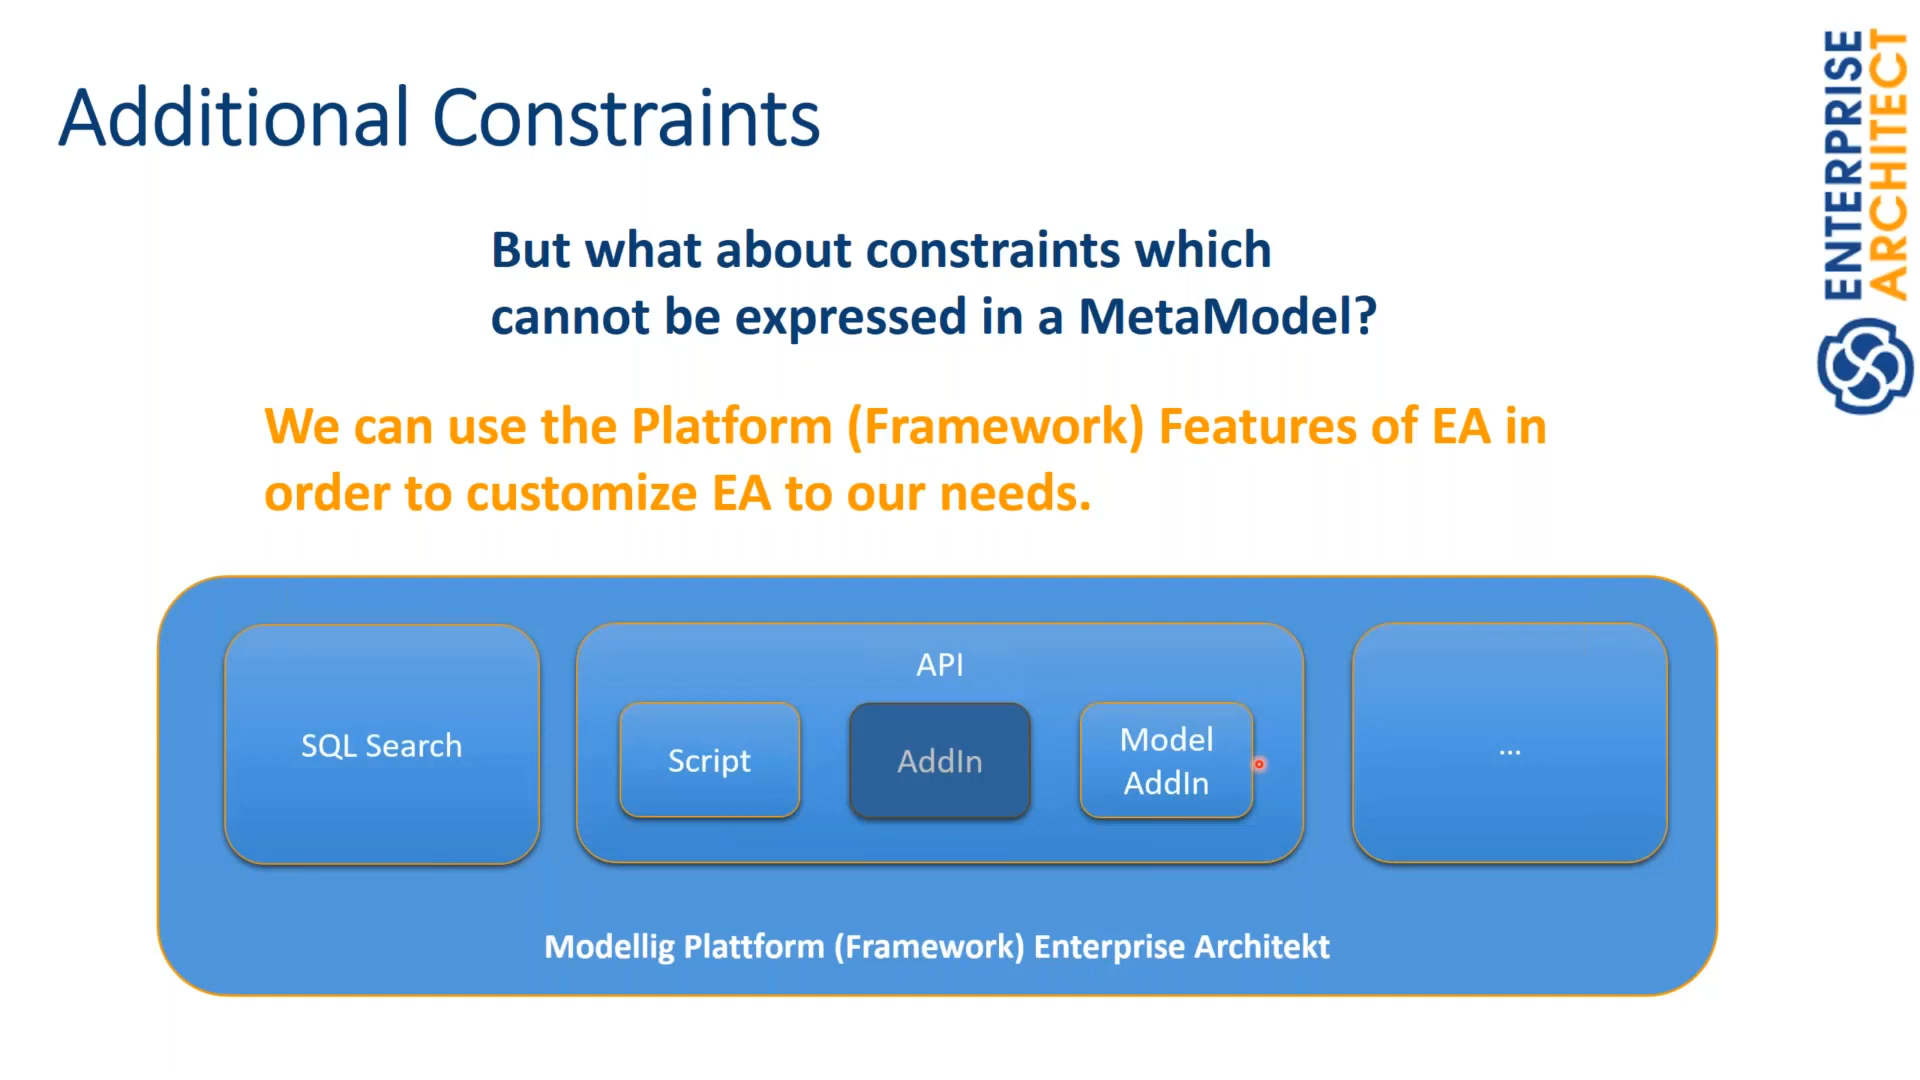 Additional Constraints
ENTERPRISE
ARCHITECT
But what about constraints which
cannot be expressed in a MetaModel?
We can use the Platform (Framework) Features of EA in
order to customize EA to our needs.
SQL Search
API
Script
AddIn
Model
AddIn
...
Modellig Plattform (Framework) Enterprise Architekt